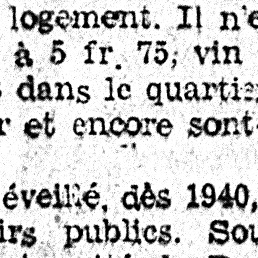 logement. Il n'e
à 5 fr. 75, vin
dans le quartie
r et encore sont
éveillé, dès 1940,
irs publics. Sou